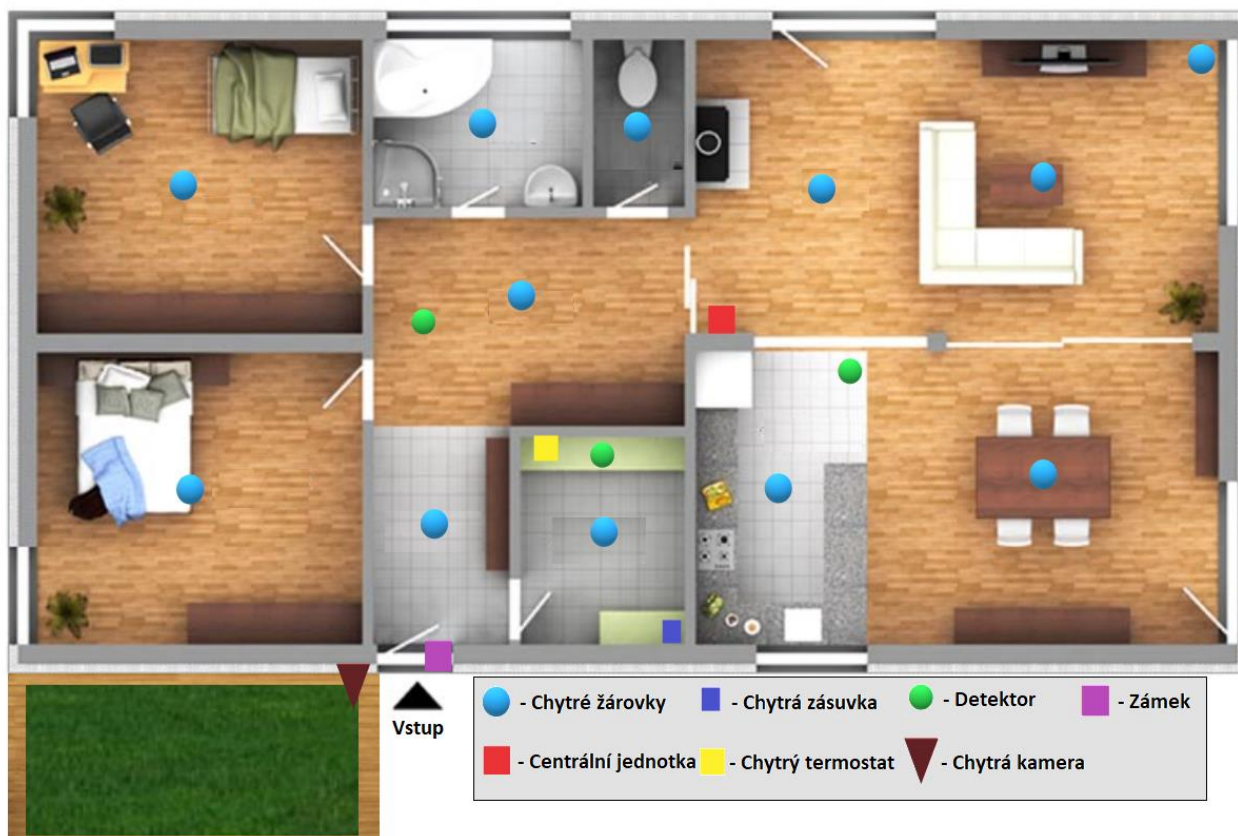 Vstup
- Chytré žárovky - Chytrá zásuvka - Detektor - Zámek
- Centrální jednotka - Chytrý termostat - Chytrá kamera